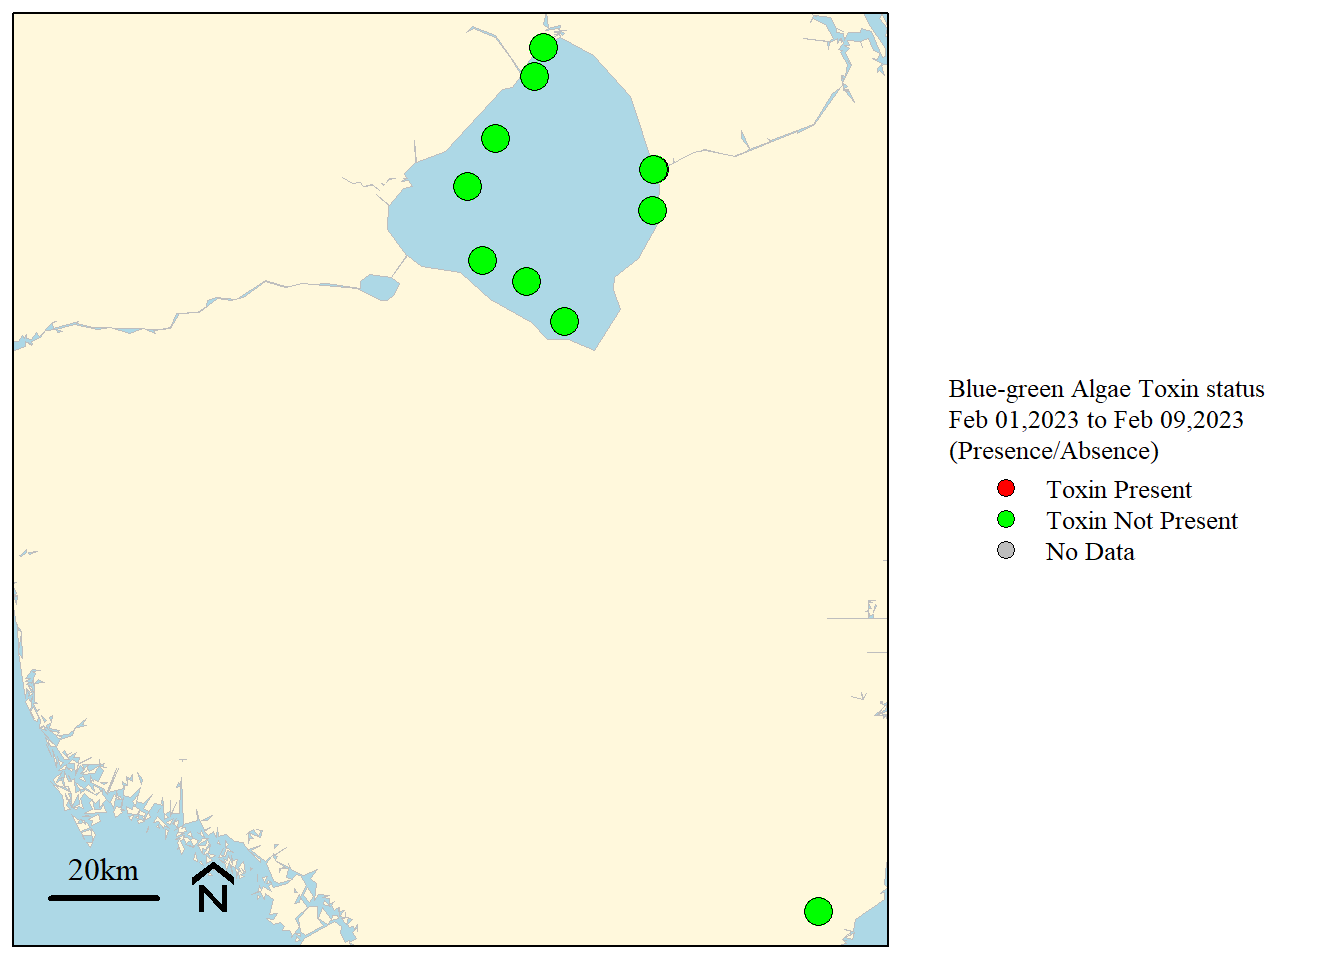 Blue-green Algae Toxin status
Feb 01,2023 to Feb 09,2023
(Presence/Absence)
Toxin Present
Toxin Not Present
No Data
20km
N